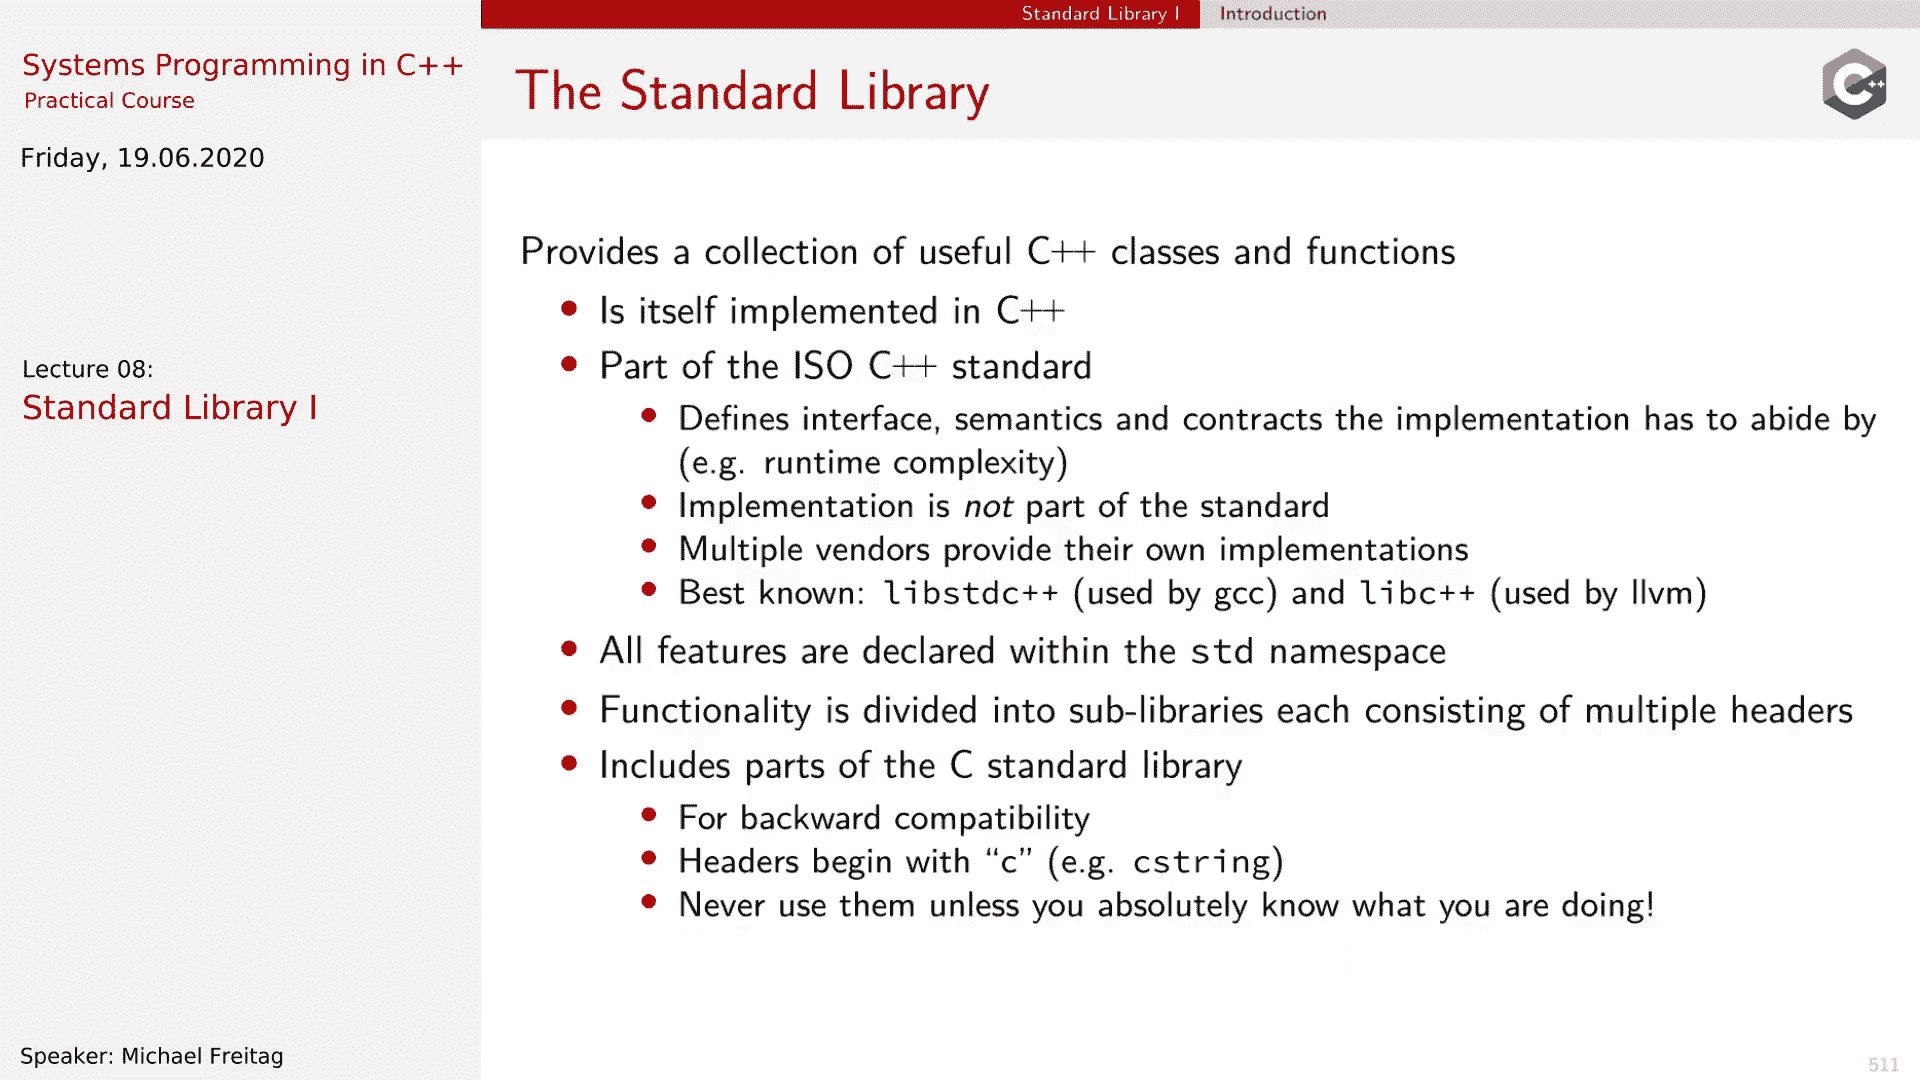 Standard Library I
Introduction
Systems Programming in C++
Practical Course
Friday, 19.06.2020
Lecture 08:
Standard Library I
Speaker: Michael Freitag
The Standard Library
C++
Provides a collection of useful C++ classes and functions
• Is itself implemented in C++
• Part of the ISO C++ standard
• Defines interface, semantics and contracts the implementation has to abide by
(e.g. runtime complexity)
• Implementation is not part of the standard
• Multiple vendors provide their own implementations
• Best known: libstdc++ (used by gcc) and libc++ (used by llvm)
• All features are declared within the std namespace
• Functionality is divided into sub-libraries each consisting of multiple headers
• Includes parts of the C standard library
• For backward compatibility
• Headers begin with “c” (e.g. cstring)
• Never use them unless you absolutely know what you are doing!
511